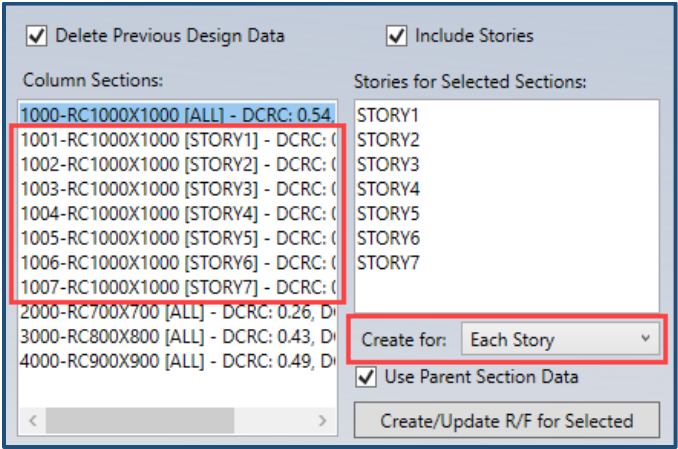 Delete Previous Design Data
Include Stories
Column Sections:
1000-RC1000X1000 [ALL] - DCRC: 0.54,
1001-RC1000X1000 [STORY1] - DCRC:
1002-RC1000X1000 [STORY2] - DCRC:
1003-RC1000X1000 [STORY3] - DCRC:
1004-RC1000X1000 [STORY4] - DCRC:
1005-RC1000X1000 [STORY5] - DCRC:
1006-RC1000X1000 [STORY6] - DCRC:
1007-RC1000X1000 [STORY7] - DCRC:
2000-RC700X700 [ALL] - DCRC: 0.26,
3000-RC800X800 [ALL] - DCRC: 0.43,
4000-RC900X900 [ALL] - DCRC: 0.49,
Stories for Selected Sections:
STORY1
STORY2
STORY3
STORY4
STORY5
STORY6
STORY7
Create for: Each Story
Use Parent Section Data
Create/Update R/F for Selected